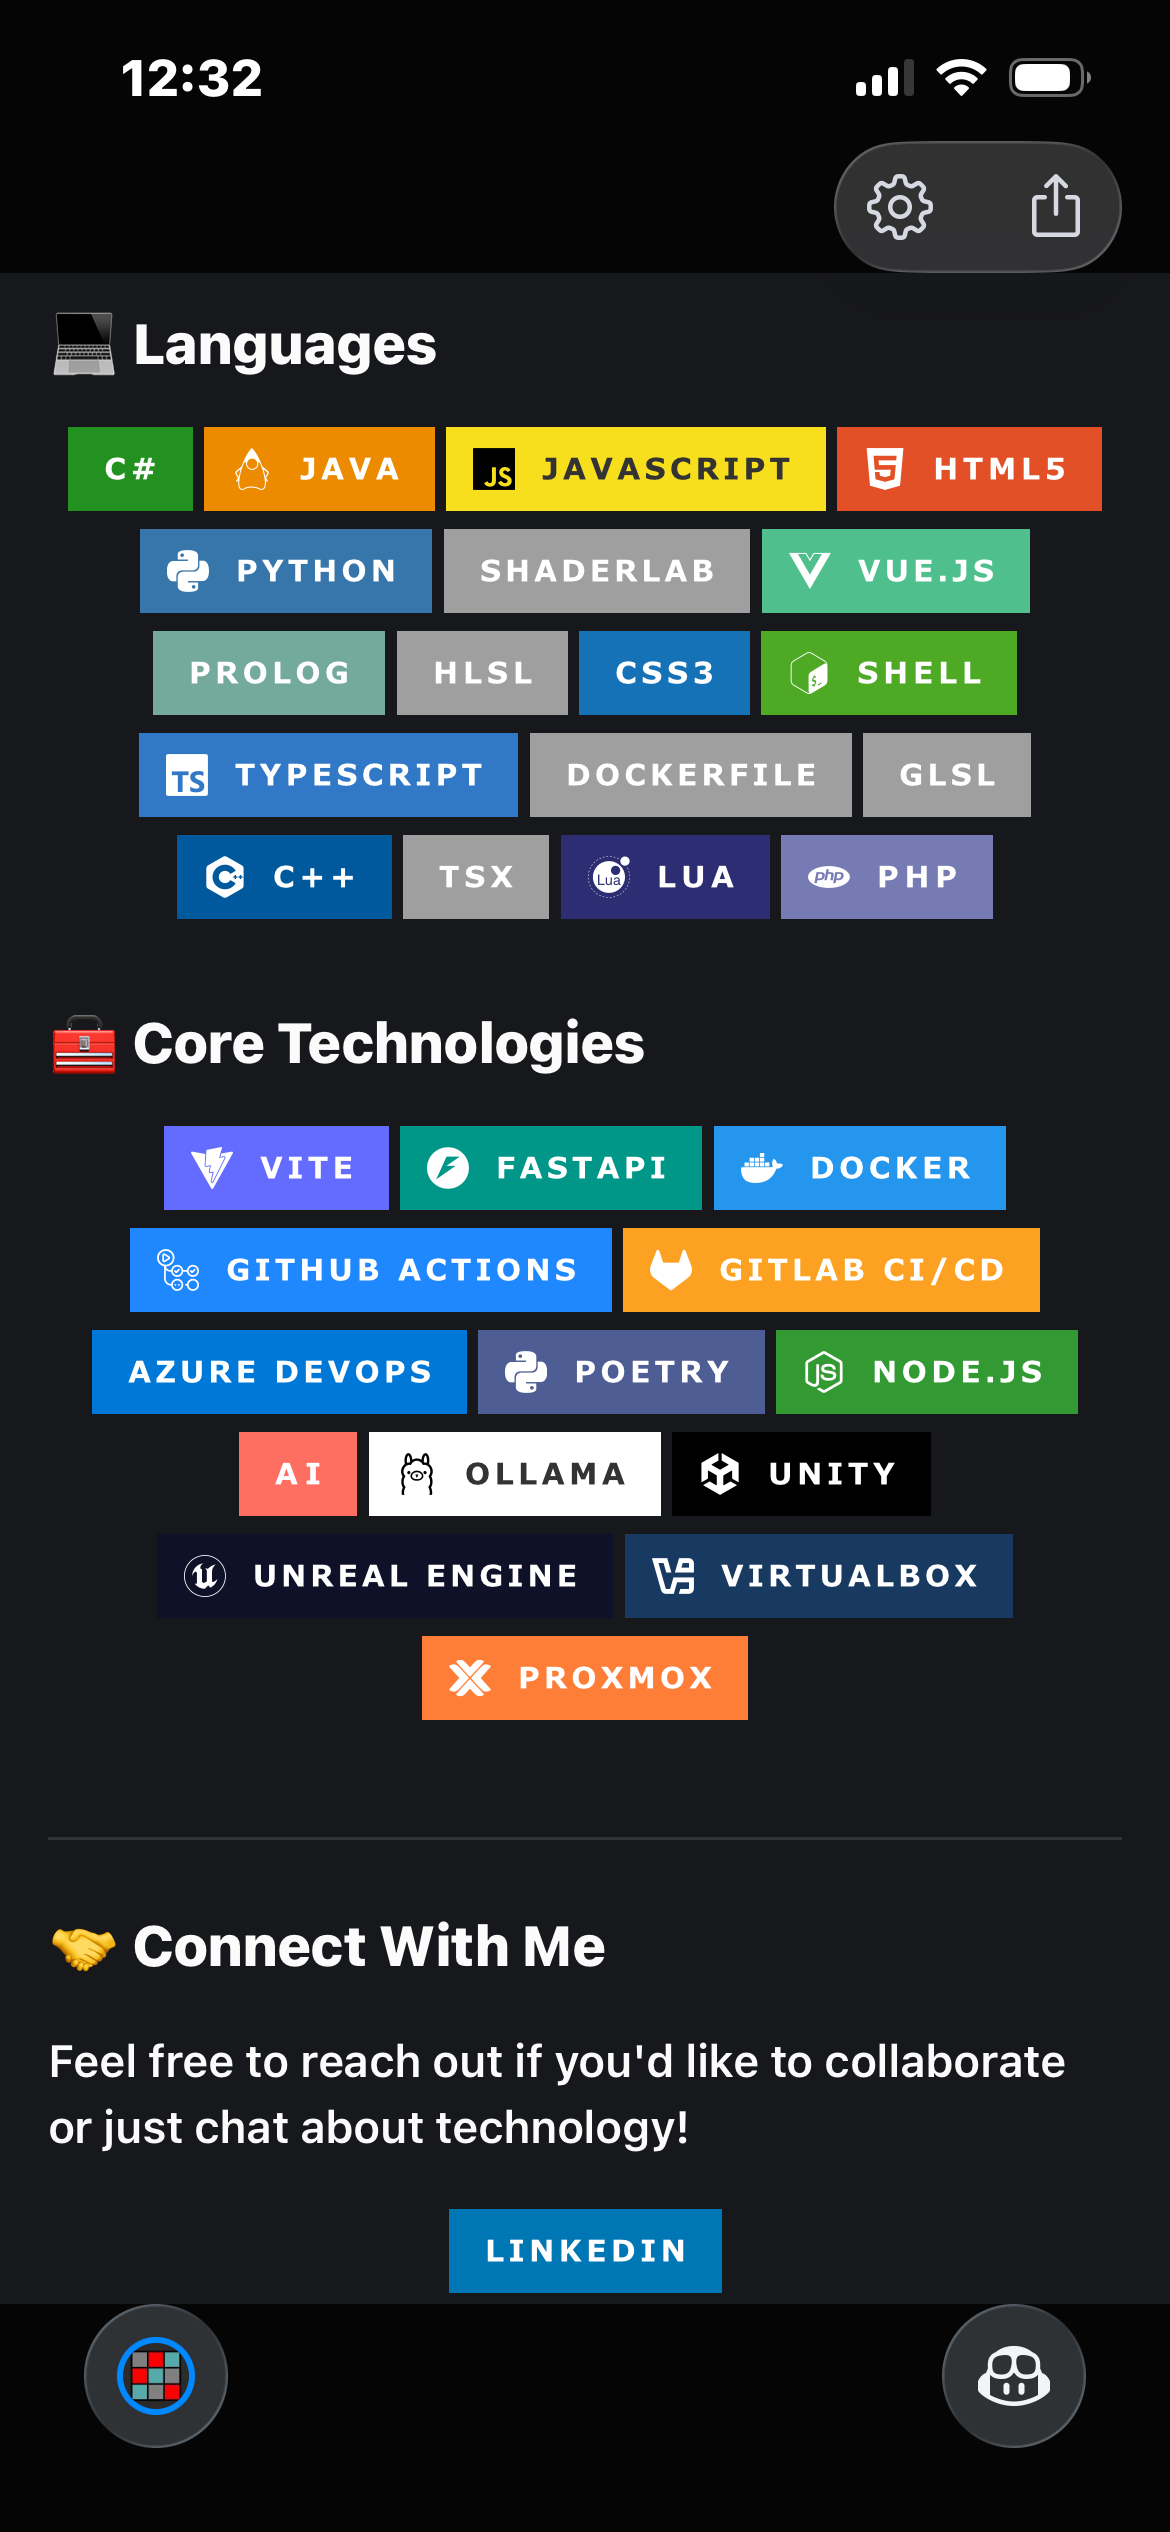 12:32
💻 Languages
C# JAVA JS JAVASCRIPT HTML5
PYTHON SHADERLAB VUE.JS
PROLOG HLSL CSS3 SHELL
TS TYPESCRIPT DOCKERFILE GLSL
C++ TSX Lua LUA php PHP
🧰 Core Technologies
VITE FASTAPI DOCKER
GITHUB ACTIONS GITLAB CI/CD
AZURE DEVOPS POETRY JS NODE.JS
AI OLLAMA UNITY
UNREAL ENGINE VIRTUALBOX
PROXMOX
🤝 Connect With Me
Feel free to reach out if you'd like to collaborate
or just chat about technology!
LINKEDIN